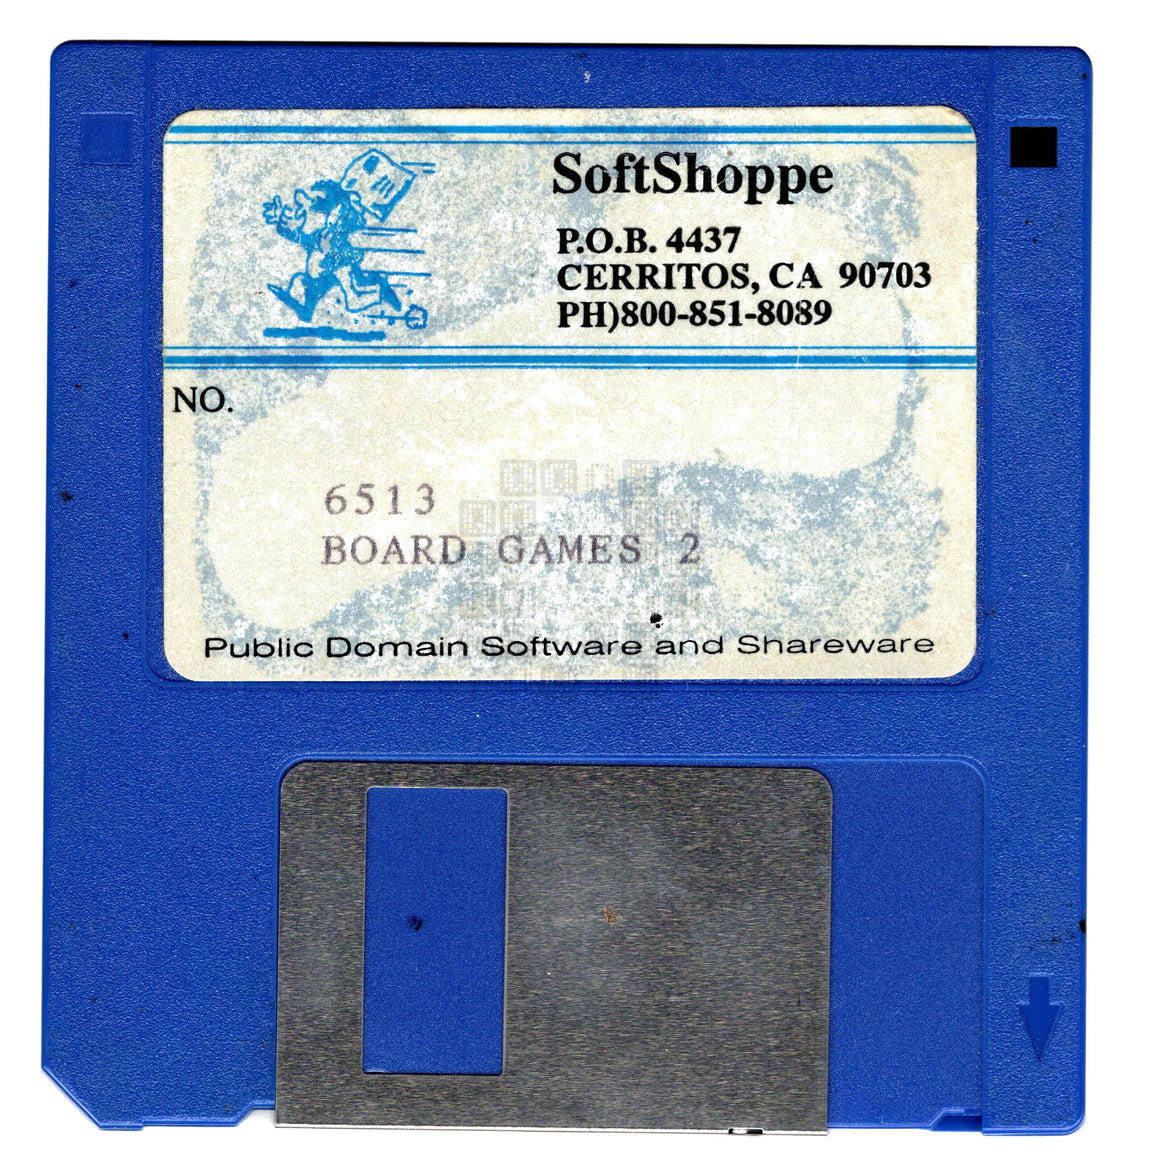 SoftShoppe
P.O.B. 4437
CERRITOS, CA 90703
PH)800-851-8089
NO.
6513
BOARD GAMES 2
Public Domain Software and Shareware